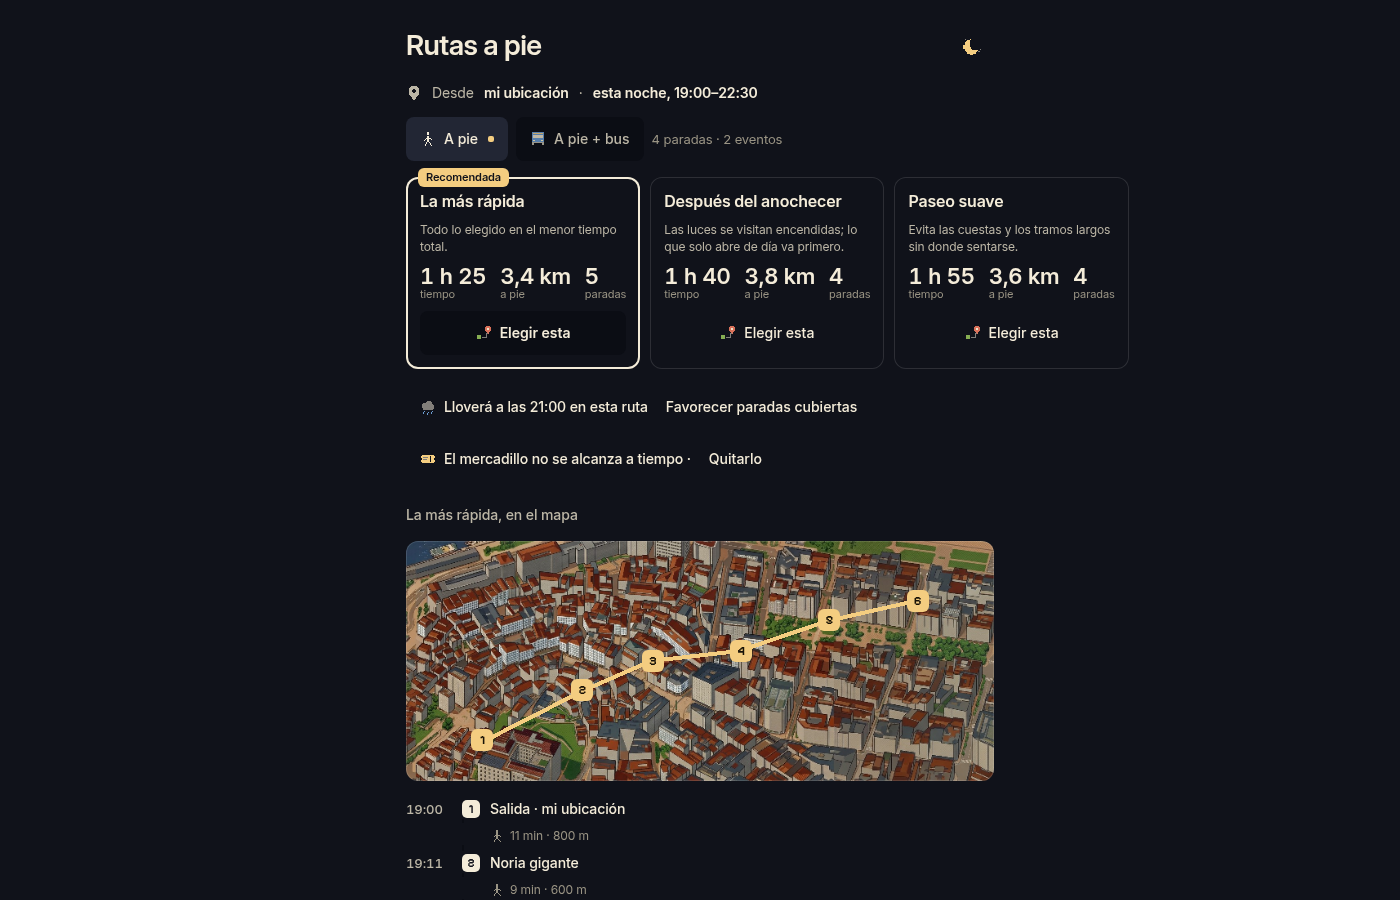 Rutas a pie
Desde mi ubicación · esta noche, 19:00–22:30
A pie
A pie + bus
4 paradas · 2 eventos
Recomendada
La más rápida
Todo lo elegido en el menor tiempo
total.
1 h 25 3,4 km 5
tiempo a pie paradas
Elegir esta
Después del anochecer
Las luces se visitan encendidas; lo
que solo abre de día va primero.
1 h 40 3,8 km 4
tiempo a pie paradas
Elegir esta
Paseo suave
Evita las cuestas y los tramos largos
sin donde sentarse.
1 h 55 3,6 km 4
tiempo a pie paradas
Elegir esta
Lloverá a las 21:00 en esta ruta Favorecer paradas cubiertas
El mercadillo no se alcanza a tiempo · Quitarlo
La más rápida, en el mapa
6
5
4
3
2
1
19:00 1 Salida · mi ubicación
11 min · 800 m
19:11 2 Noria gigante
9 min · 600 m